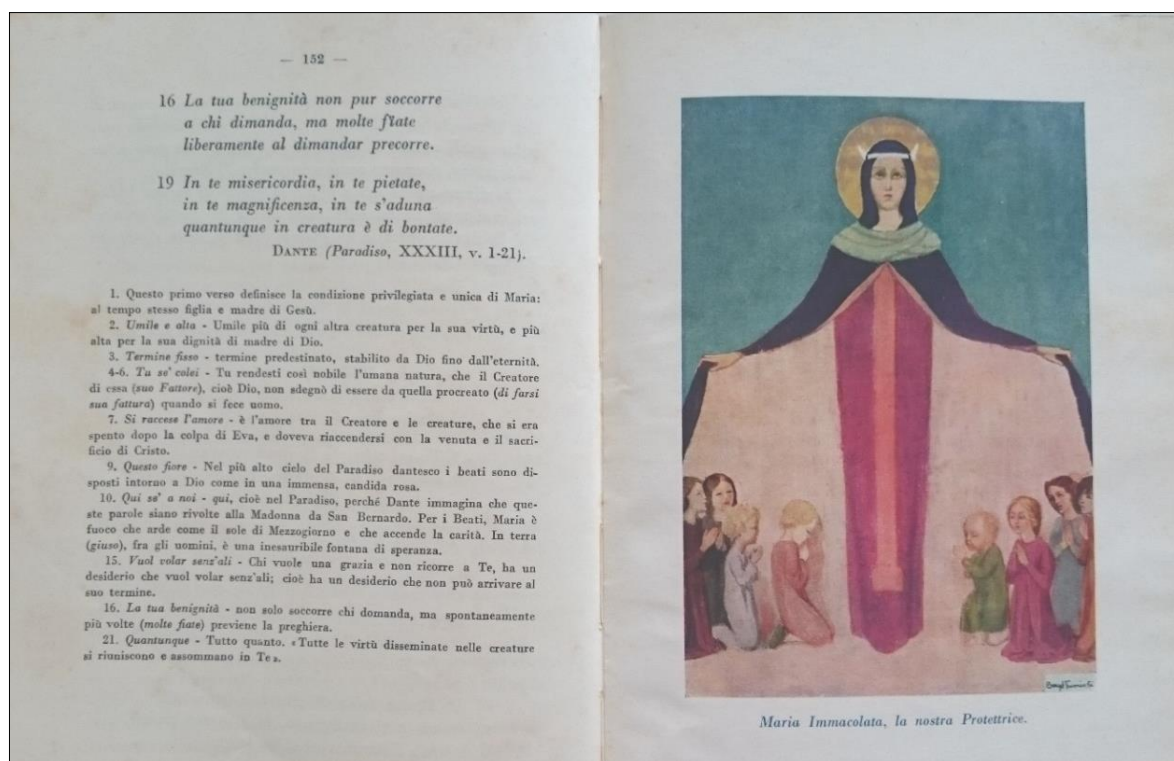 — 152 —
16 La tua benignità non pur soccorre
a chi dimanda, ma molte fïate
liberamente al dimandar precorre.
19 In te misericordia, in te pietate,
in te magnificenza, in te s'aduna
quantunque in creatura è di bontate.
DANTE (Paradiso, XXXIII, v. 1-21).
1. Questo primo verso definisce la condizione privilegiata e unica di Maria:
al tempo stesso figlia e madre di Gesù.
2. Umile e alta - Umile più di ogni altra creatura per la sua virtù, e più
alta per la sua dignità di madre di Dio.
3. Termine fisso - termine predestinato, stabilito da Dio fino dall'eternità.
4-6. Tu se' colei - Tu rendesti così nobile l'umana natura, che il Creatore
di essa (suo Fattore), cioè Dio, non sdegnò di essere da quella procreato (di farsi
sua fattura) quando si fece uomo.
7. Si raccese l'amore - è l'amore tra il Creatore e le creature, che si era
spento dopo la colpa di Eva, e doveva riaccendersi con la venuta e il sacri-
ficio di Cristo.
9. Questo fiore - Nel più alto cielo del Paradiso dantesco i beati sono di-
sposti intorno a Dio come in una immensa, candida rosa.
10. Qui se' a noi - qui, cioè nel Paradiso, perché Dante immagina che que-
ste parole siano rivolte alla Madonna da San Bernardo. Per i Beati, Maria è
fuoco che arde come il sole di Mezzogiorno e che accende la carità. In terra
(giuso), fra gli uomini, è una inesauribile fontana di speranza.
15. Vuol volar senz'ali - Chi vuole una grazia e non ricorre a Te, ha un
desiderio che vuol volar senz'ali; cioè ha un desiderio che non può arrivare al
suo termine.
16. La tua benignità - non solo soccorre chi domanda, ma spontaneamente
più volte (molte fiate) previene la preghiera.
21. Quantunque - Tutto quanto. «Tutte le virtù disseminate nelle creature
si riuniscono e assommano in Te».
Maria Immacolata, la nostra Protettrice.